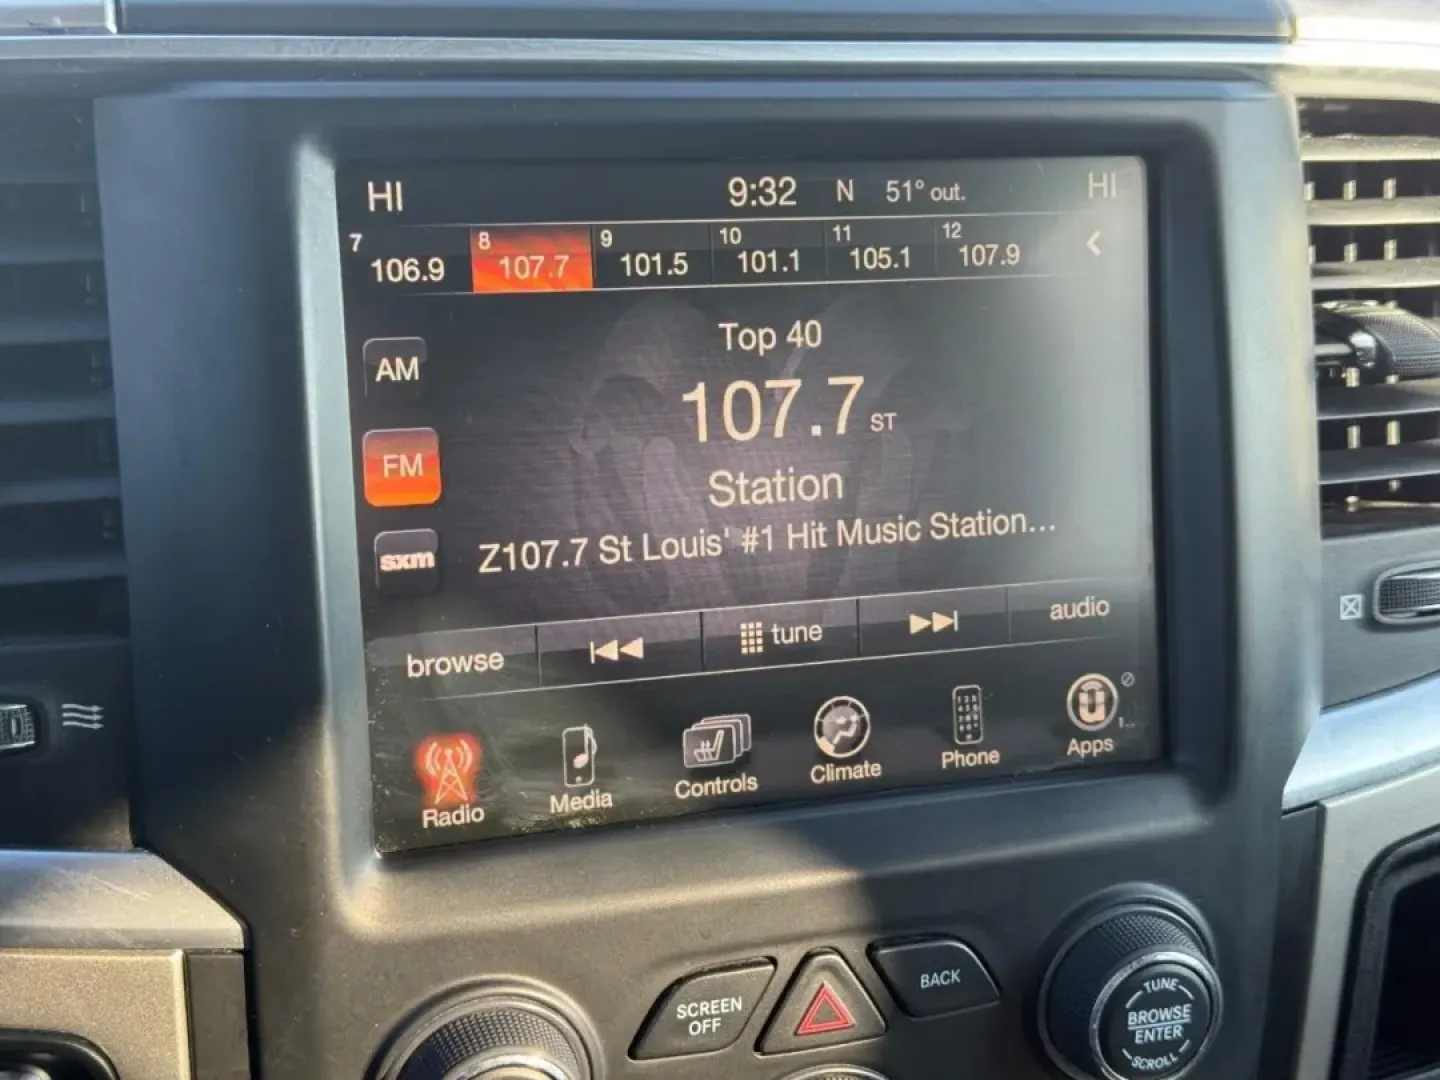 HI 9:32 N 51° out. HI
7 106.9 8 107.7 9 101.5 10 101.1 11 105.1 12 107.9
Top 40
AM
107.7 ST
FM
Station
sxm
Z107.7 St Louis' #1 Hit Music Station...
browse tune audio
Radio Media Controls Climate Phone Apps
SCREEN
OFF
BACK
TUNE
BROWSE
ENTER
SCROLL